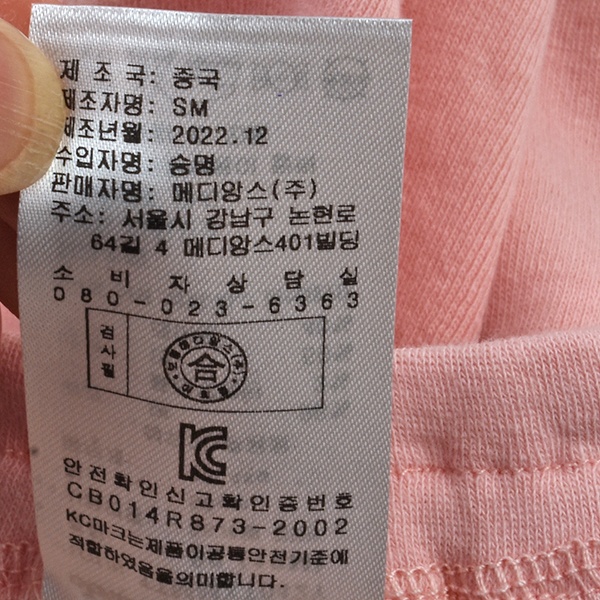 제 조 국: 중국
제조자명: SM
제조년월: 2022.12
수입자명: 승명
판매자명: 메디앙스(주)
주소: 서울시 강남구 논현로
64길 4 메디앙스401빌딩
소 비 자 상 담 실
080-023-6363
검사필
合
KC
안전확인신고확인증번호
CB014R873-2002
KC마크는제품이공통안전기준에
적합하였음을의미합니다.